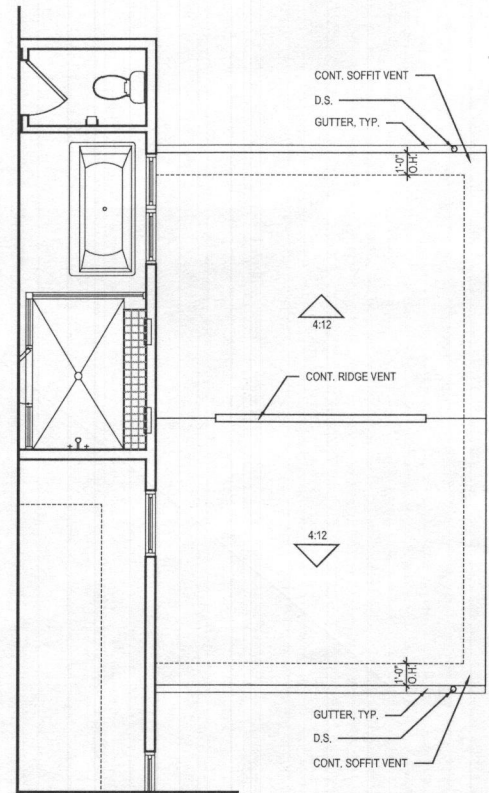 CONT. SOFFIT VENT
D.S.
GUTTER, TYP.
1'-0"
O.H.
4:12
CONT. RIDGE VENT
4:12
1'-0"
O.H.
GUTTER, TYP.
D.S.
CONT. SOFFIT VENT